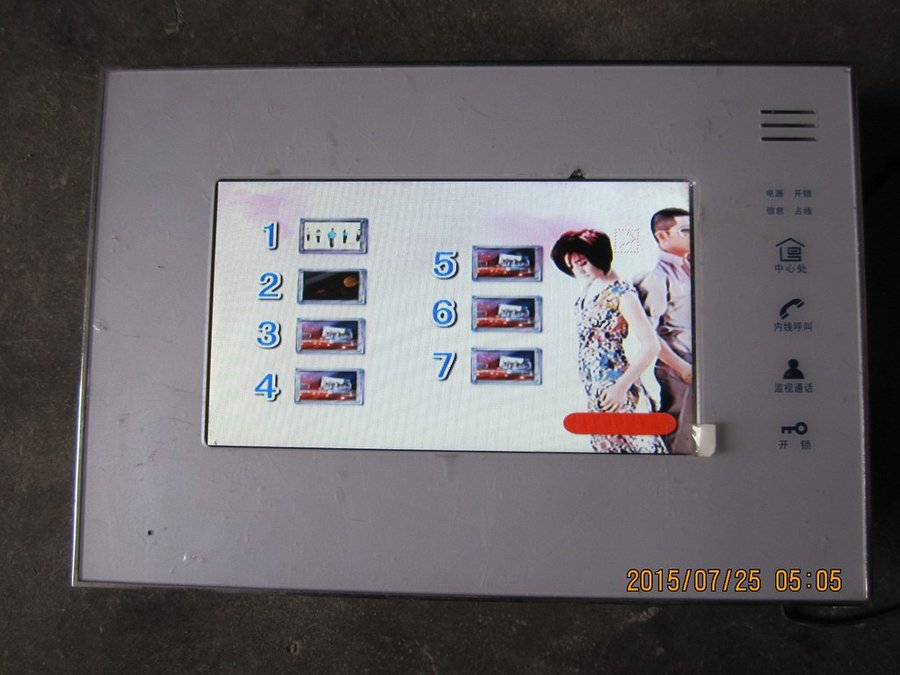 1
2
3
4
5
6
7
电源 开锁
信息 占线
中心处
内线呼叫
监视通话
开 锁
2015/07/25 05:05